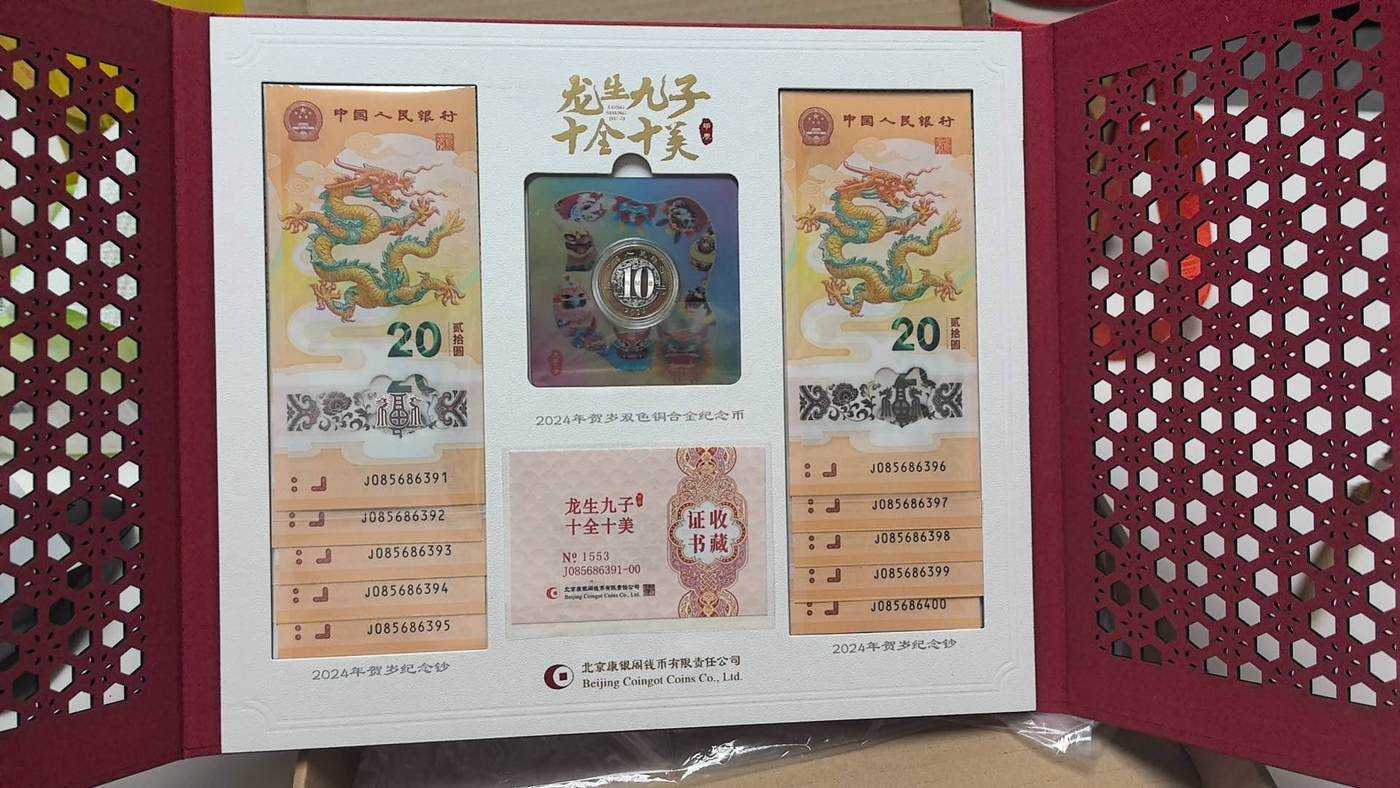 中国人民银行
20
贰拾圆
福
J085686391
J085686392
J085686393
J085686394
J085686395
2024年贺岁纪念钞
龙生九子
LONG
SHENG
JIU ZI
十全十美
10
2024年贺岁双色铜合金纪念币
龙生九子
十全十美
Nº 1553
J085686391-00
北京康银阁钱币有限责任公司
Beijing Coingot Coins Co., Ltd.
证收
书藏
北京康银阁钱币有限责任公司
Beijing Coingot Coins Co., Ltd.
中国人民银行
20
贰拾圆
福
J085686396
J085686397
J085686398
J085686399
J085686400
2024年贺岁纪念钞